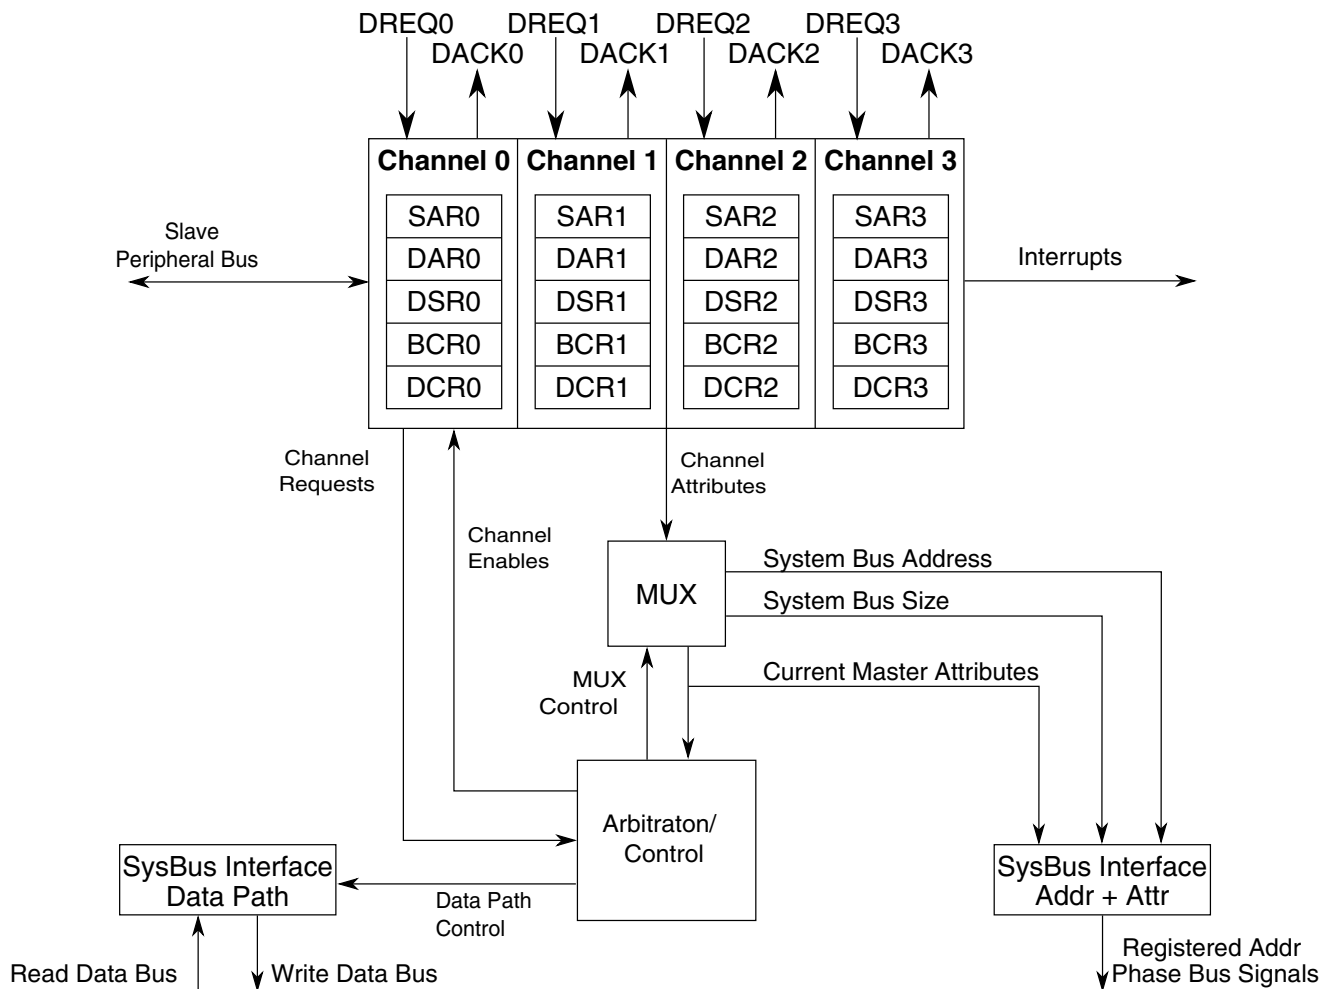 DREQ0 DREQ1 DREQ2 DREQ3
DACK0 DACK1 DACK2 DACK3
Channel 0 Channel 1 Channel 2 Channel 3
SAR0 SAR1 SAR2 SAR3
DAR0 DAR1 DAR2 DAR3
DSR0 DSR1 DSR2 DSR3
BCR0 BCR1 BCR2 BCR3
DCR0 DCR1 DCR2 DCR3
Slave
Peripheral Bus
Interrupts
Channel
Requests
Channel
Attributes
Channel
Enables
MUX
System Bus Address
System Bus Size
Current Master Attributes
MUX
Control
Arbitraton/
Control
SysBus Interface
Data Path
Data Path
Control
SysBus Interface
Addr + Attr
Read Data Bus
Write Data Bus
Registered Addr
Phase Bus Signals